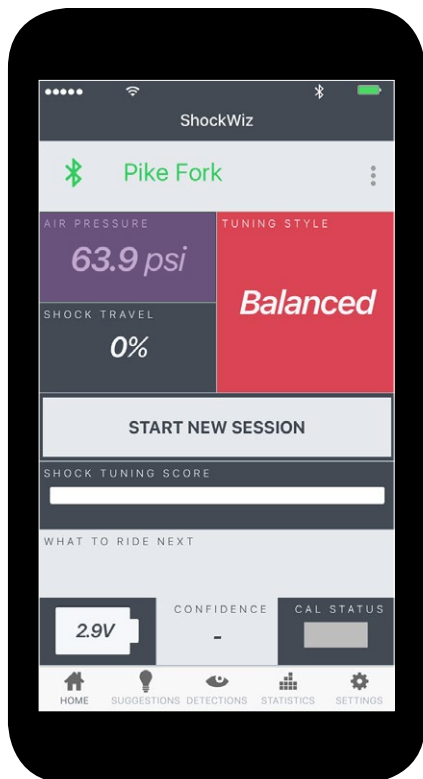 ShockWiz
Pike Fork
AIR PRESSURE
63.9 psi
TUNING STYLE
Balanced
SHOCK TRAVEL
0%
START NEW SESSION
SHOCK TUNING SCORE
WHAT TO RIDE NEXT
2.9V
CONFIDENCE
-
CAL STATUS
HOME
SUGGESTIONS
DETECTIONS
STATISTICS
SETTINGS